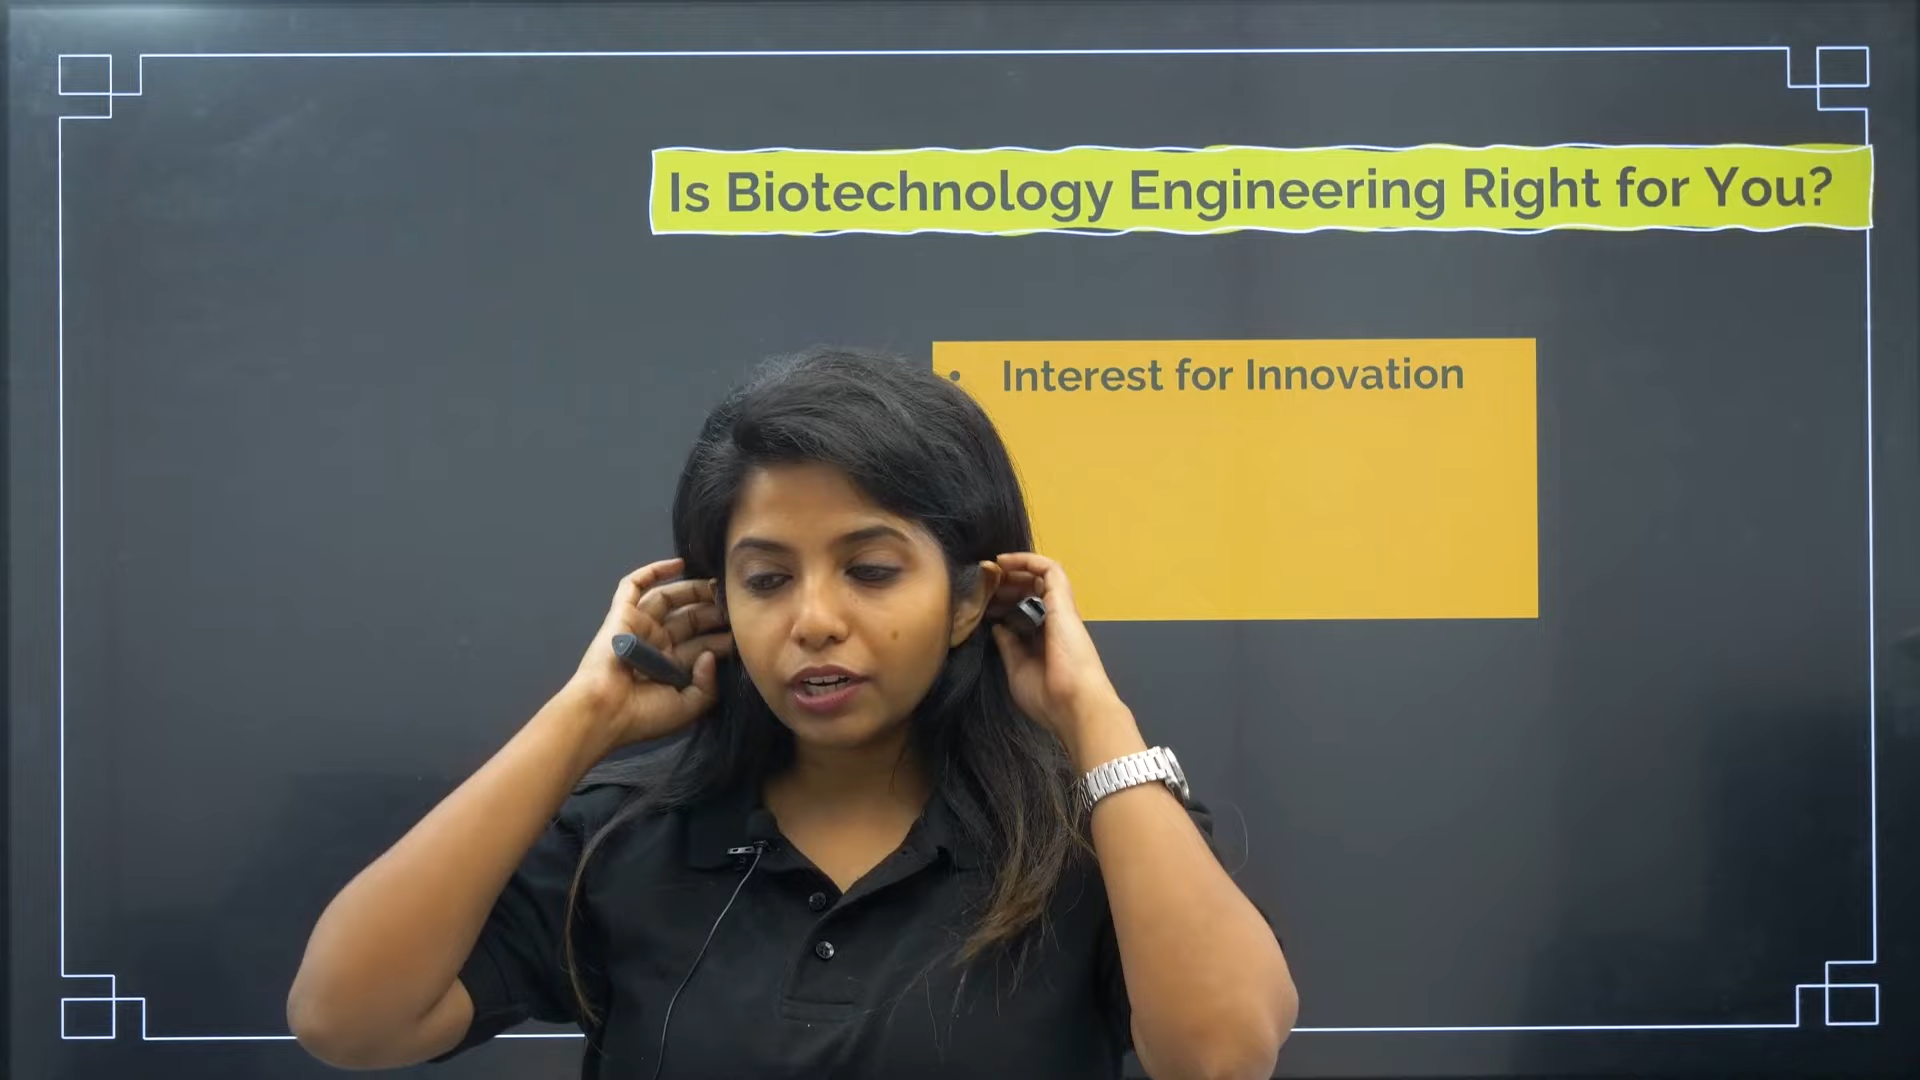 Is Biotechnology Engineering Right for You?
• Interest for Innovation